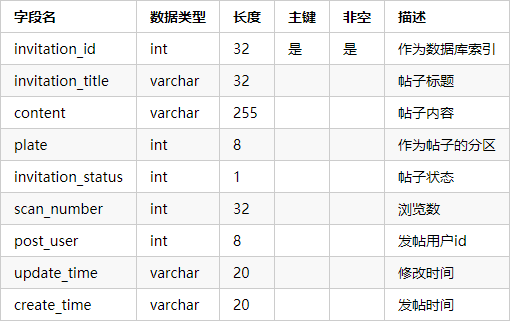 字段名 数据类型 长度 主键 非空 描述
invitation_id int 32 是 是 作为数据库索引
invitation_title varchar 32 帖子标题
content varchar 255 帖子内容
plate int 8 作为帖子的分区
invitation_status int 1 帖子状态
scan_number int 32 浏览数
post_user int 8 发帖用户id
update_time varchar 20 修改时间
create_time varchar 20 发帖时间